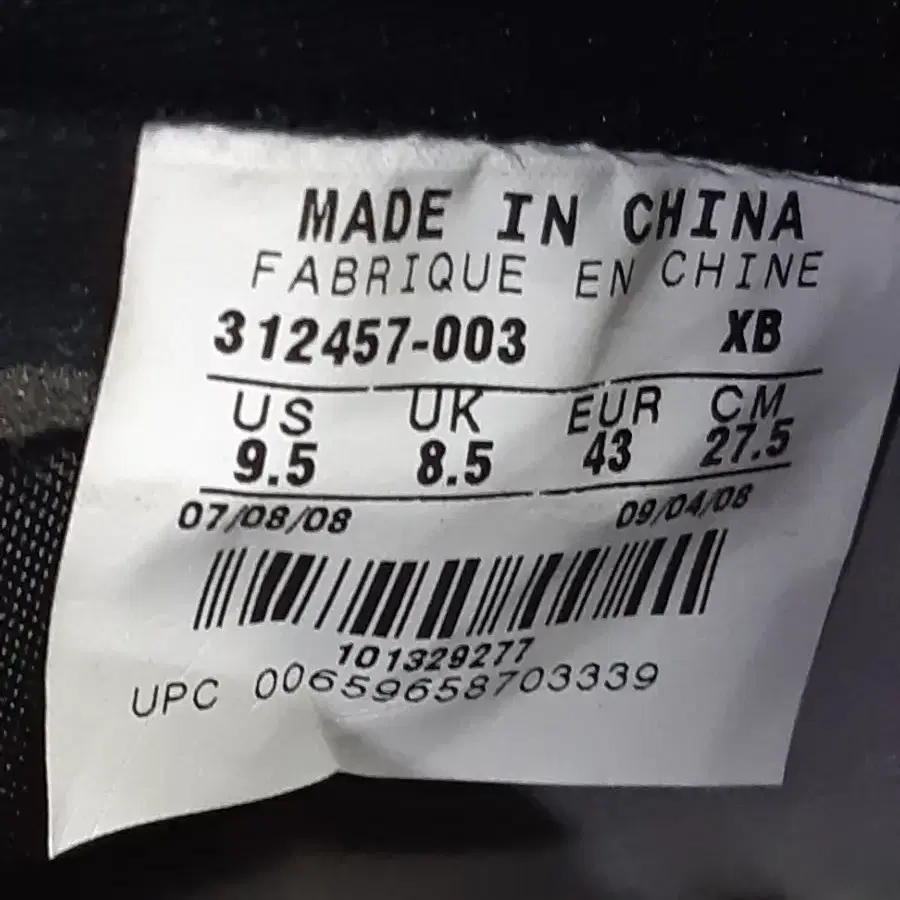 MADE IN CHINA
FABRIQUE EN CHINE
312457-003 XB
US UK EUR CM
9.5 8.5 43 27.5
07/08/08 09/04/08
101329277
UPC 00659658703339